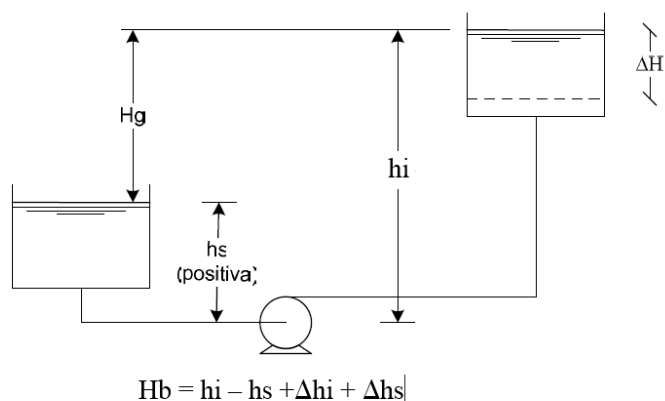 ΔH
Hg
hi
hs
(positiva)
Hb = hi – hs +Δhi + Δhs